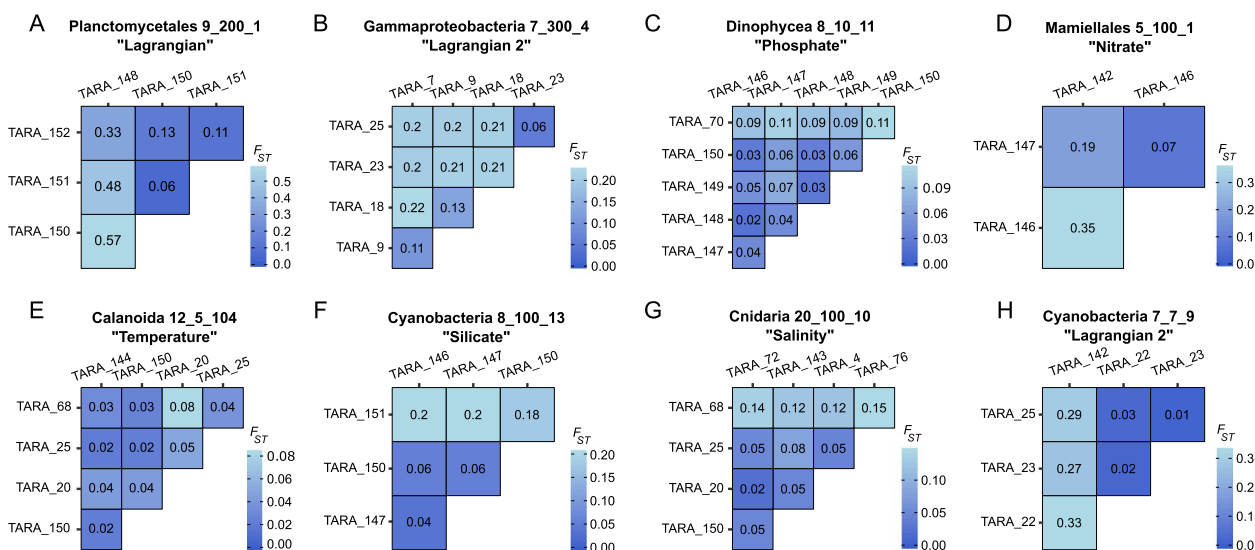 A
Planctomycetales 9_200_1
"Lagrangian"
TARA_148 TARA_150 TARA_151
TARA_152 0.33 0.13 0.11
TARA_151 0.48 0.06
TARA_150 0.57
FST
0.5
0.4
0.3
0.2
0.1
0.0
B
Gammaproteobacteria 7_300_4
"Lagrangian 2"
TARA_7 TARA_9 TARA_18 TARA_23
TARA_25 0.2 0.2 0.21 0.06
TARA_23 0.2 0.21 0.21
TARA_18 0.22 0.13
TARA_9 0.11
FST
0.20
0.15
0.10
0.05
0.00
C
Dinophycea 8_10_11
"Phosphate"
TARA_146 TARA_147 TARA_148 TARA_149 TARA_150
TARA_70 0.09 0.11 0.09 0.09 0.11
TARA_150 0.03 0.06 0.03 0.06
TARA_149 0.05 0.07 0.03
TARA_148 0.02 0.04
TARA_147 0.04
FST
0.09
0.06
0.03
0.00
D
Mamiellales 5_100_1
"Nitrate"
TARA_142 TARA_146
TARA_147 0.19 0.07
TARA_146 0.35
FST
0.3
0.2
0.1
0.0
E
Calanoida 12_5_104
"Temperature"
TARA_144 TARA_150 TARA_20 TARA_25
TARA_68 0.03 0.03 0.08 0.04
TARA_25 0.02 0.02 0.05
TARA_20 0.04 0.04
TARA_150 0.02
FST
0.08
0.06
0.04
0.02
0.00
F
Cyanobacteria 8_100_13
"Silicate"
TARA_146 TARA_147 TARA_150
TARA_151 0.2 0.2 0.18
TARA_150 0.06 0.06
TARA_147 0.04
FST
0.20
0.15
0.10
0.05
0.00
G
Cnidaria 20_100_10
"Salinity"
TARA_72 TARA_143 TARA_4 TARA_76
TARA_68 0.14 0.12 0.12 0.15
TARA_25 0.05 0.08 0.05
TARA_20 0.02 0.05
TARA_150 0.05
FST
0.10
0.05
0.00
H
Cyanobacteria 7_7_9
"Lagrangian 2"
TARA_142 TARA_22 TARA_23
TARA_25 0.29 0.03 0.01
TARA_23 0.27 0.02
TARA_22 0.33
FST
0.3
0.2
0.1
0.0